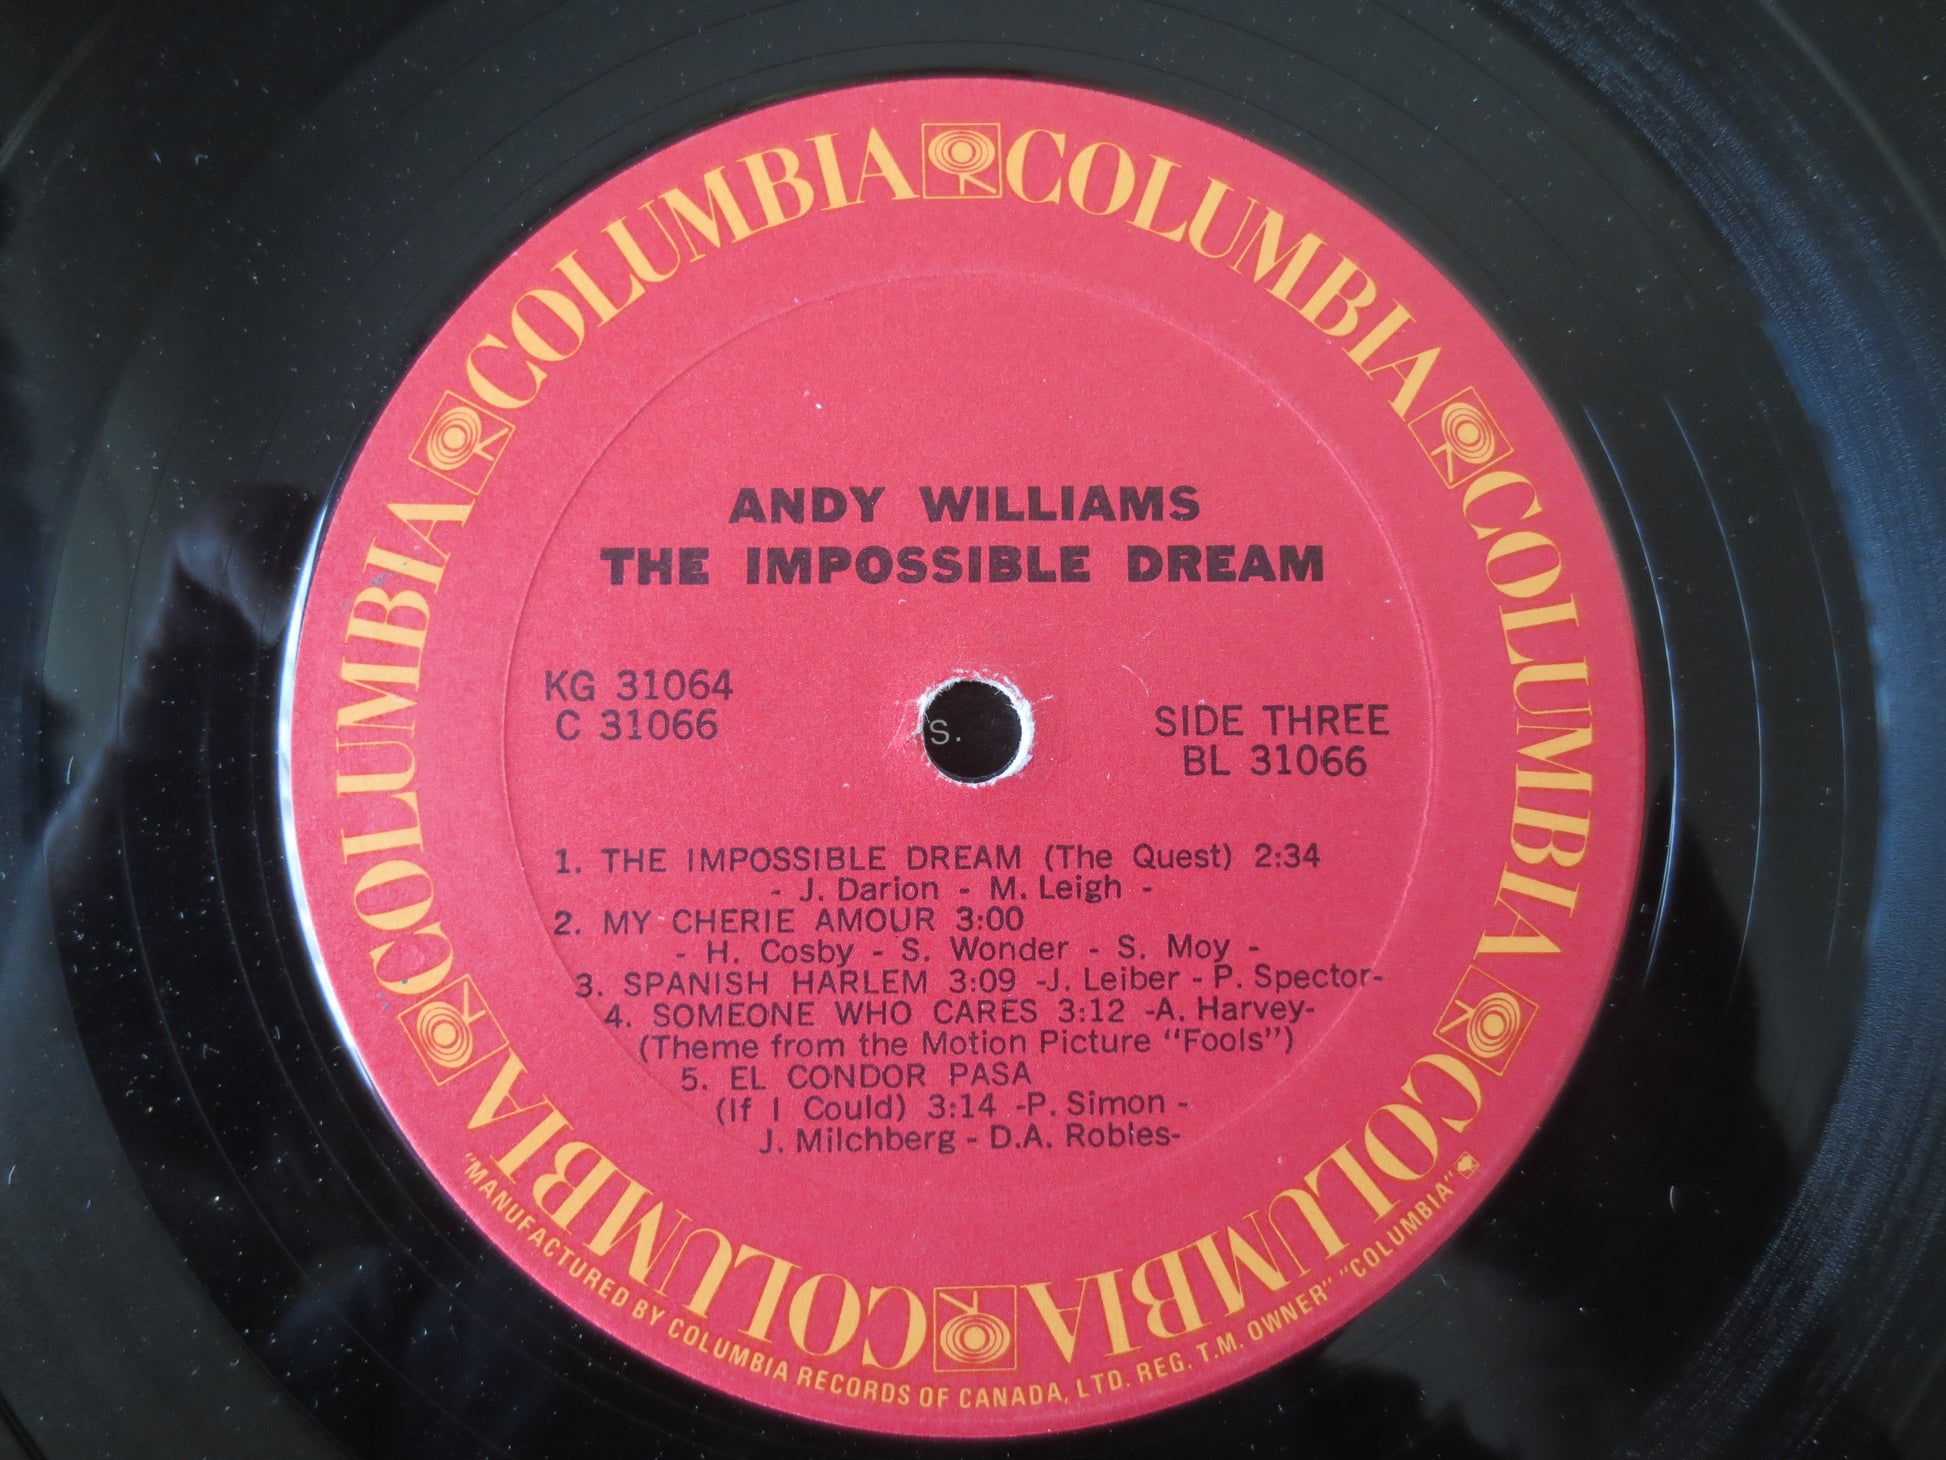 COLUMBIA COLUMBIA COLUMBIA COLUMBIA COLUMBIA COLUMBIA
ANDY WILLIAMS
THE IMPOSSIBLE DREAM
KG 31064
C 31066
SIDE THREE
BL 31066
S.
1. THE IMPOSSIBLE DREAM (The Quest) 2:34
- J. Darion - M. Leigh -
2. MY CHERIE AMOUR 3:00
- H. Cosby - S. Wonder - S. Moy -
3. SPANISH HARLEM 3:09 -J. Leiber - P. Spector-
4. SOMEONE WHO CARES 3:12 -A. Harvey-
(Theme from the Motion Picture "Fools")
5. EL CONDOR PASA
(If I Could) 3:14 -P. Simon -
J. Milchberg - D.A. Robles-
"MANUFACTURED BY COLUMBIA RECORDS OF CANADA, LTD. REG. T.M. OWNER" "COLUMBIA"